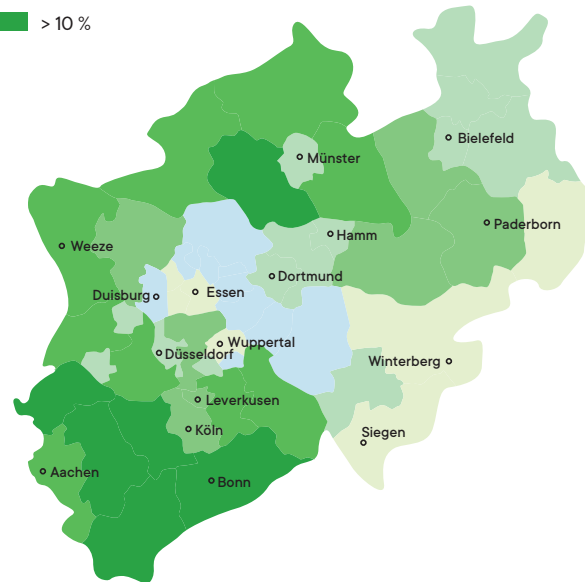 > 10 %
Bielefeld
Münster
Paderborn
Hamm
Weeze
Dortmund
Essen
Duisburg
Wuppertal
Düsseldorf
Winterberg
Leverkusen
Köln
Siegen
Aachen
Bonn